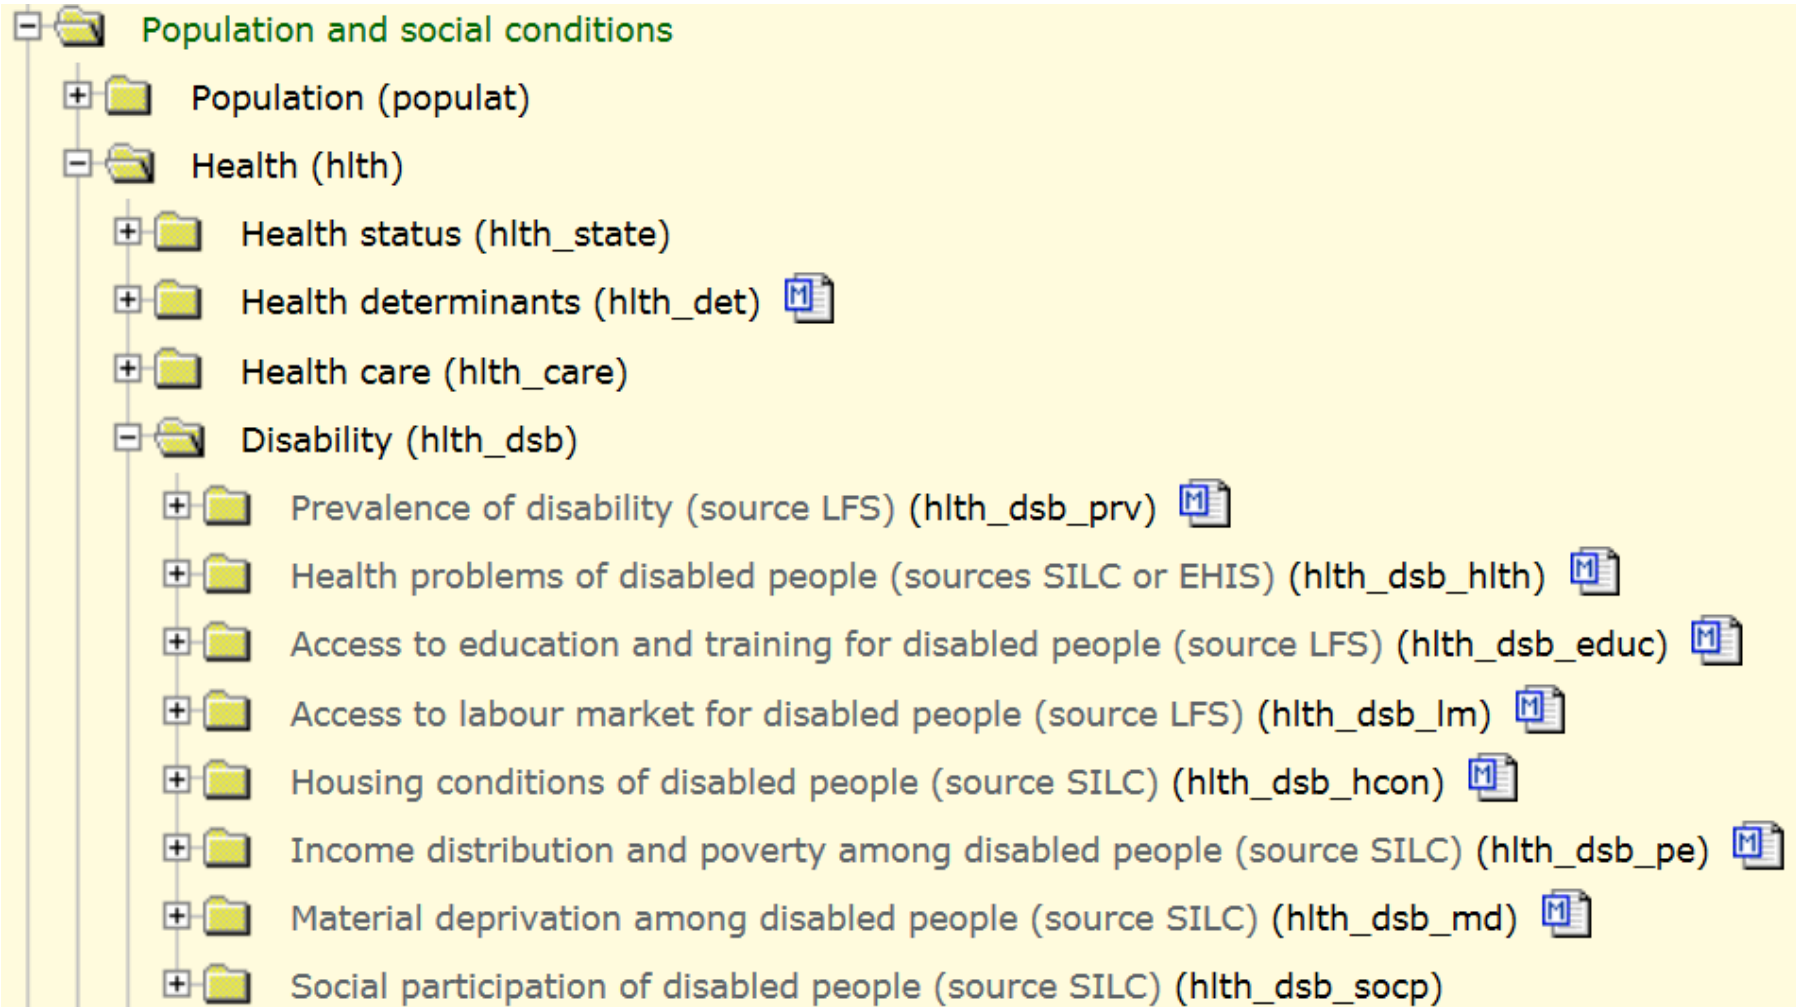 Population and social conditions
Population (populat)
Health (hlth)
Health status (hlth_state)
Health determinants (hlth_det) M
Health care (hlth_care)
Disability (hlth_dsb)
Prevalence of disability (source LFS) (hlth_dsb_prv) M
Health problems of disabled people (sources SILC or EHIS) (hlth_dsb_hlth) M
Access to education and training for disabled people (source LFS) (hlth_dsb_educ) M
Access to labour market for disabled people (source LFS) (hlth_dsb_lm) M
Housing conditions of disabled people (source SILC) (hlth_dsb_hcon) M
Income distribution and poverty among disabled people (source SILC) (hlth_dsb_pe) M
Material deprivation among disabled people (source SILC) (hlth_dsb_md) M
Social participation of disabled people (source SILC) (hlth_dsb_socp)